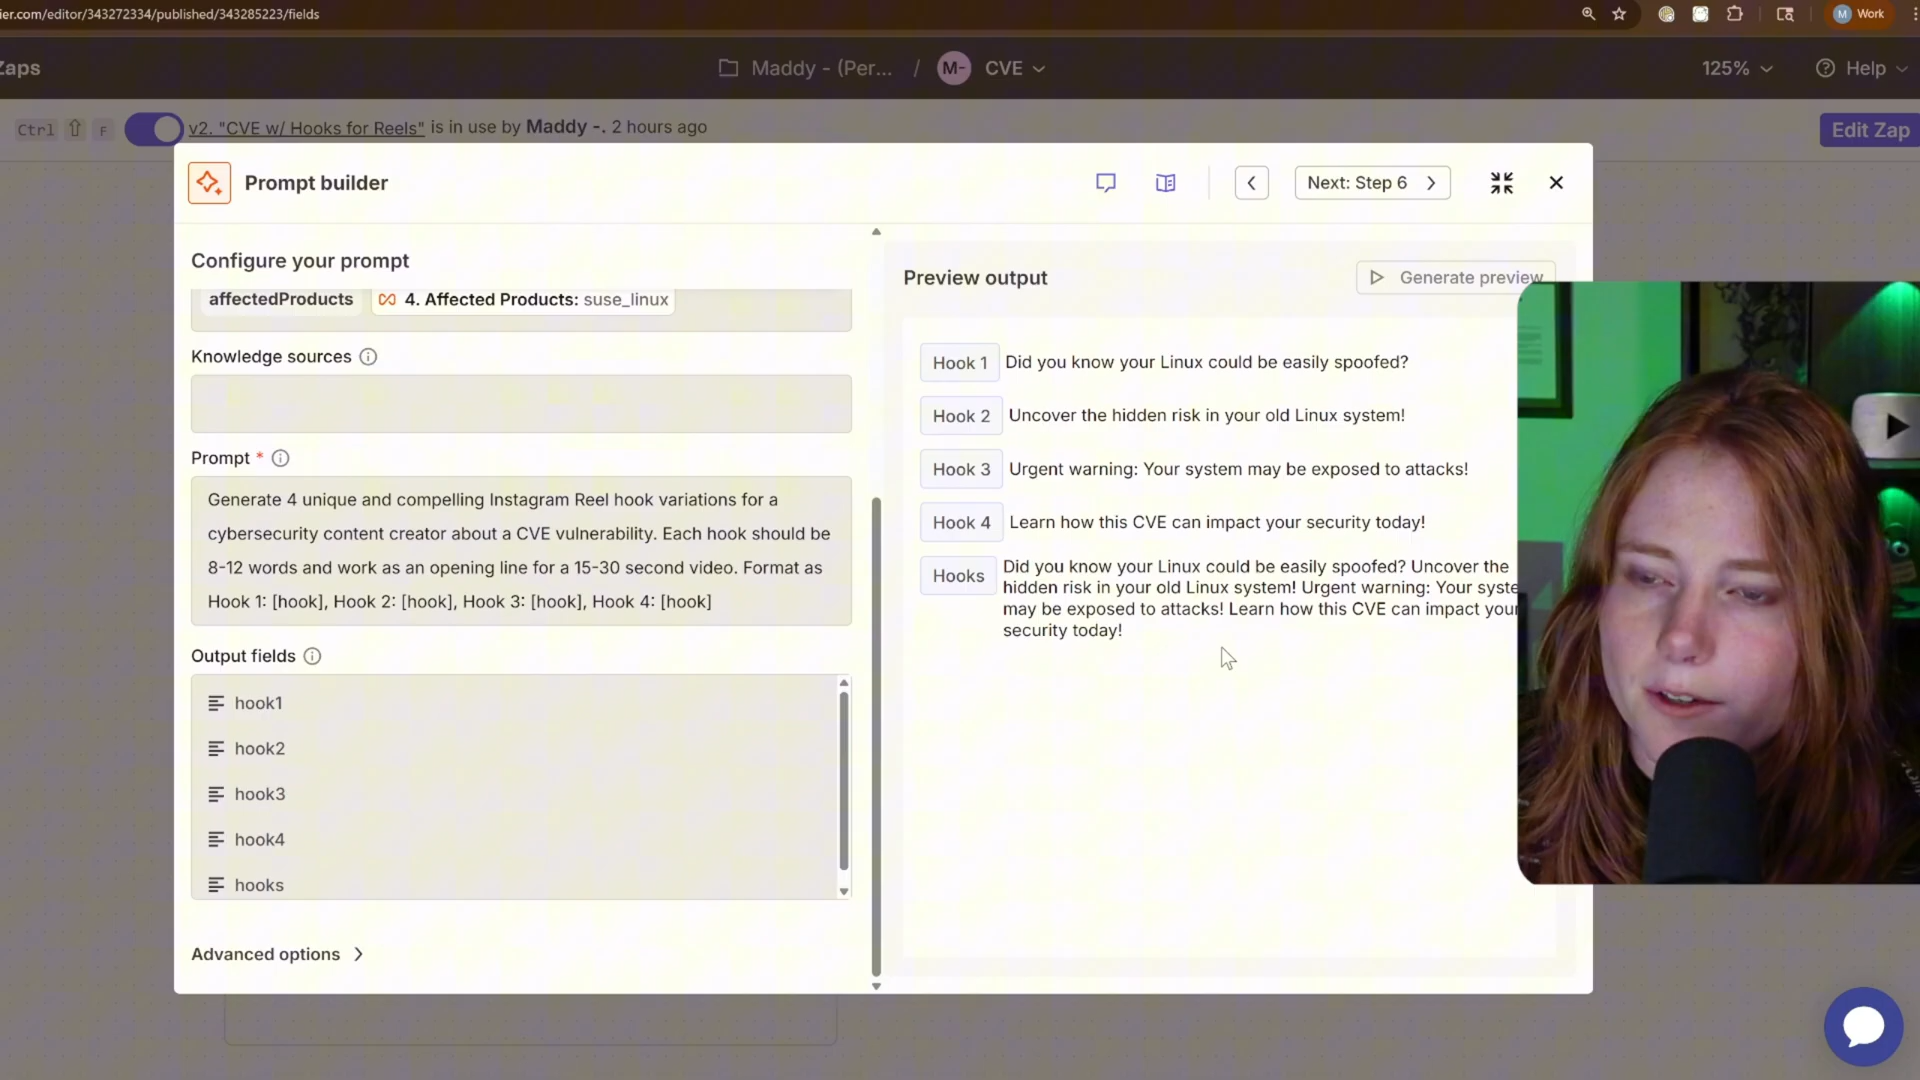 ier.com/editor/343272334/published/343285223/fields
M Work
Zaps
Maddy - (Per... / M- CVE
125%
Help
Ctrl F
v2. "CVE w/ Hooks for Reels" is in use by Maddy -. 2 hours ago
Edit Zap
Prompt builder
Next: Step 6
Configure your prompt
affectedProducts 4. Affected Products: suse_linux
Knowledge sources
Prompt *
Generate 4 unique and compelling Instagram Reel hook variations for a
cybersecurity content creator about a CVE vulnerability. Each hook should be
8-12 words and work as an opening line for a 15-30 second video. Format as
Hook 1: [hook], Hook 2: [hook], Hook 3: [hook], Hook 4: [hook]
Output fields
hook1
hook2
hook3
hook4
hooks
Advanced options
Preview output
Generate preview
Hook 1 Did you know your Linux could be easily spoofed?
Hook 2 Uncover the hidden risk in your old Linux system!
Hook 3 Urgent warning: Your system may be exposed to attacks!
Hook 4 Learn how this CVE can impact your security today!
Hooks Did you know your Linux could be easily spoofed? Uncover the
hidden risk in your old Linux system! Urgent warning: Your syste
may be exposed to attacks! Learn how this CVE can impact your
security today!